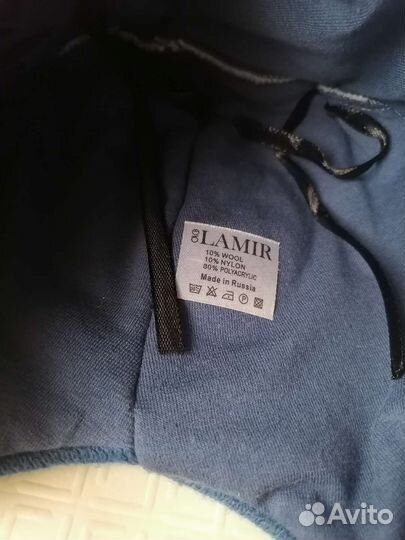 LAMIR
10% WOOL
10% NYLON
80% POLYACRYLIC
Made in Russia
P
Avito